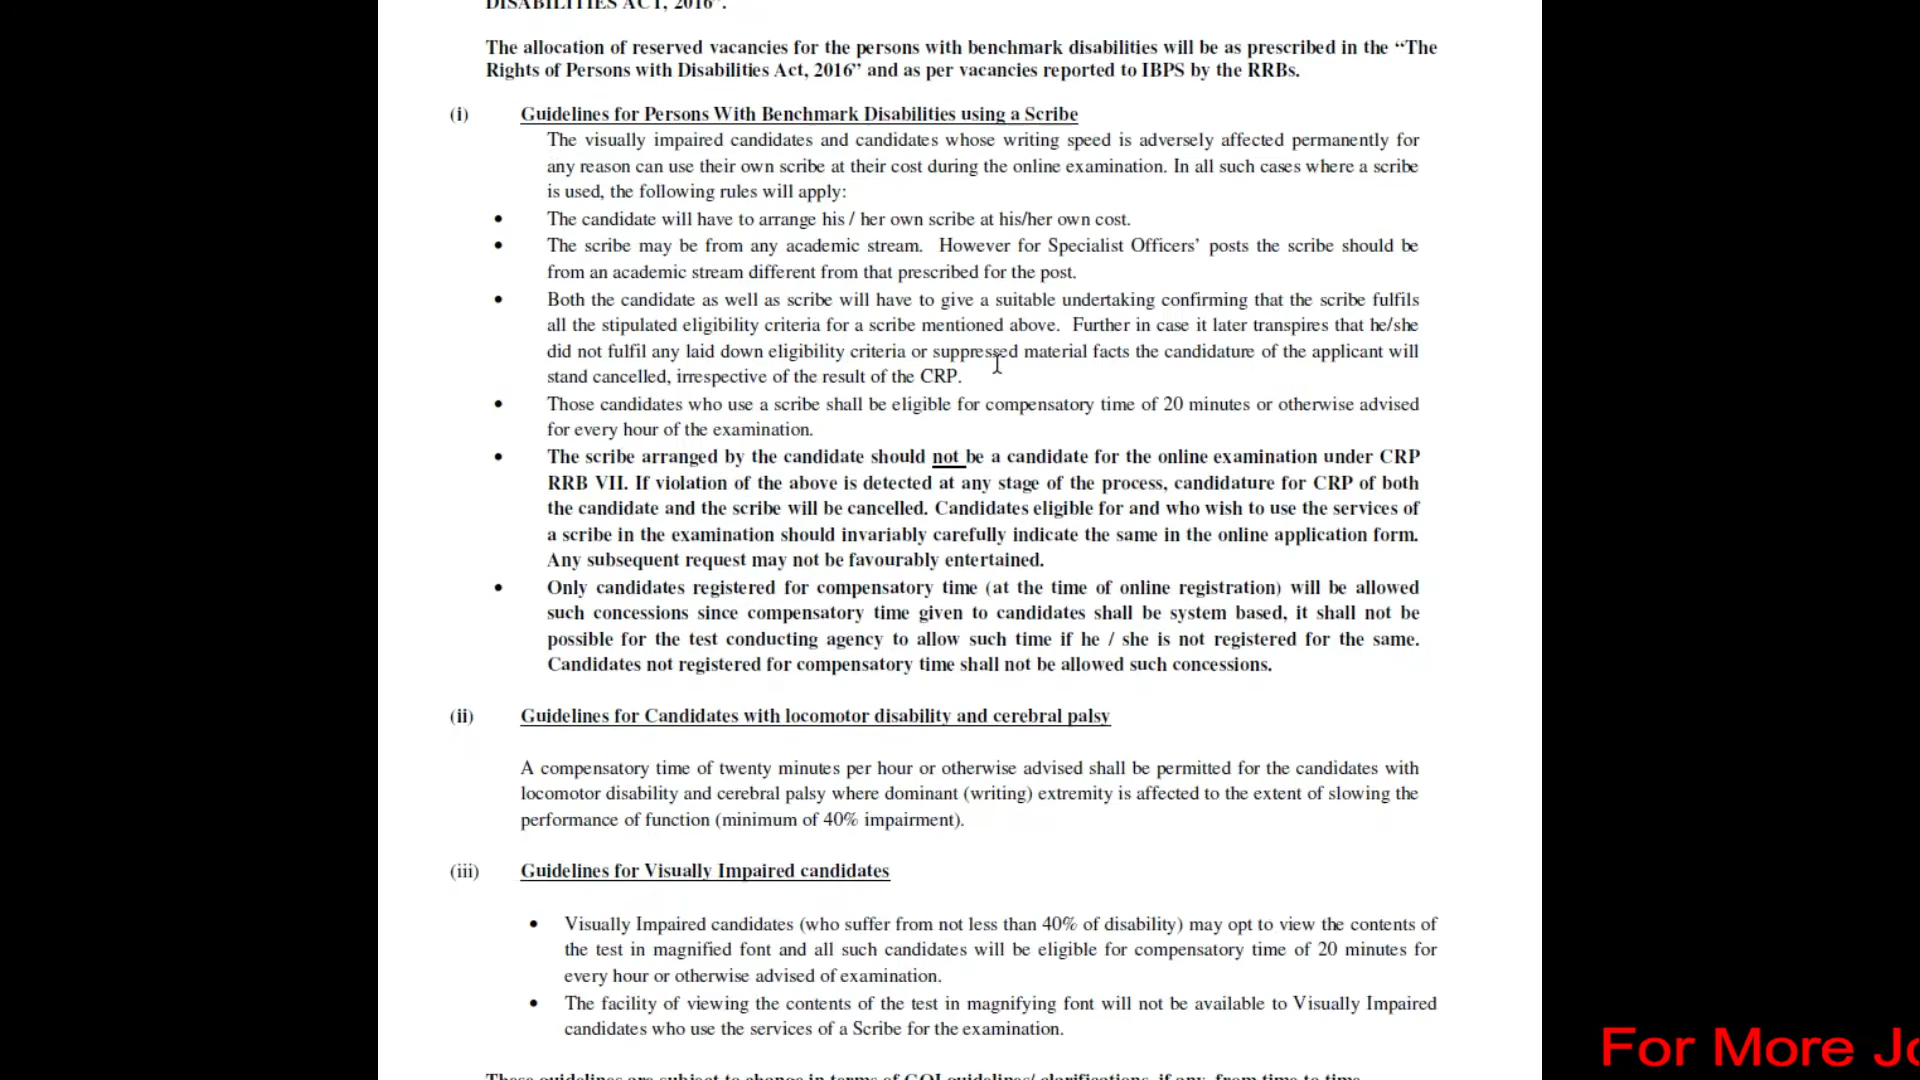 DISABILITIES ACT, 2016”.
The allocation of reserved vacancies for the persons with benchmark disabilities will be as prescribed in the “The
Rights of Persons with Disabilities Act, 2016” and as per vacancies reported to IBPS by the RRBs.
(i) Guidelines for Persons With Benchmark Disabilities using a Scribe
The visually impaired candidates and candidates whose writing speed is adversely affected permanently for
any reason can use their own scribe at their cost during the online examination. In all such cases where a scribe
is used, the following rules will apply:
• The candidate will have to arrange his / her own scribe at his/her own cost.
• The scribe may be from any academic stream. However for Specialist Officers’ posts the scribe should be
from an academic stream different from that prescribed for the post.
• Both the candidate as well as scribe will have to give a suitable undertaking confirming that the scribe fulfils
all the stipulated eligibility criteria for a scribe mentioned above. Further in case it later transpires that he/she
did not fulfil any laid down eligibility criteria or suppressed material facts the candidature of the applicant will
stand cancelled, irrespective of the result of the CRP.
• Those candidates who use a scribe shall be eligible for compensatory time of 20 minutes or otherwise advised
for every hour of the examination.
• The scribe arranged by the candidate should not be a candidate for the online examination under CRP
RRB VII. If violation of the above is detected at any stage of the process, candidature for CRP of both
the candidate and the scribe will be cancelled. Candidates eligible for and who wish to use the services of
a scribe in the examination should invariably carefully indicate the same in the online application form.
Any subsequent request may not be favourably entertained.
• Only candidates registered for compensatory time (at the time of online registration) will be allowed
such concessions since compensatory time given to candidates shall be system based, it shall not be
possible for the test conducting agency to allow such time if he / she is not registered for the same.
Candidates not registered for compensatory time shall not be allowed such concessions.
(ii) Guidelines for Candidates with locomotor disability and cerebral palsy
A compensatory time of twenty minutes per hour or otherwise advised shall be permitted for the candidates with
locomotor disability and cerebral palsy where dominant (writing) extremity is affected to the extent of slowing the
performance of function (minimum of 40% impairment).
(iii) Guidelines for Visually Impaired candidates
• Visually Impaired candidates (who suffer from not less than 40% of disability) may opt to view the contents of
the test in magnified font and all such candidates will be eligible for compensatory time of 20 minutes for
every hour or otherwise advised of examination.
• The facility of viewing the contents of the test in magnifying font will not be available to Visually Impaired
candidates who use the services of a Scribe for the examination.
These guidelines are subject to change in terms of GOI guidelines/ clarifications, if any, from time to time.
For More Jo